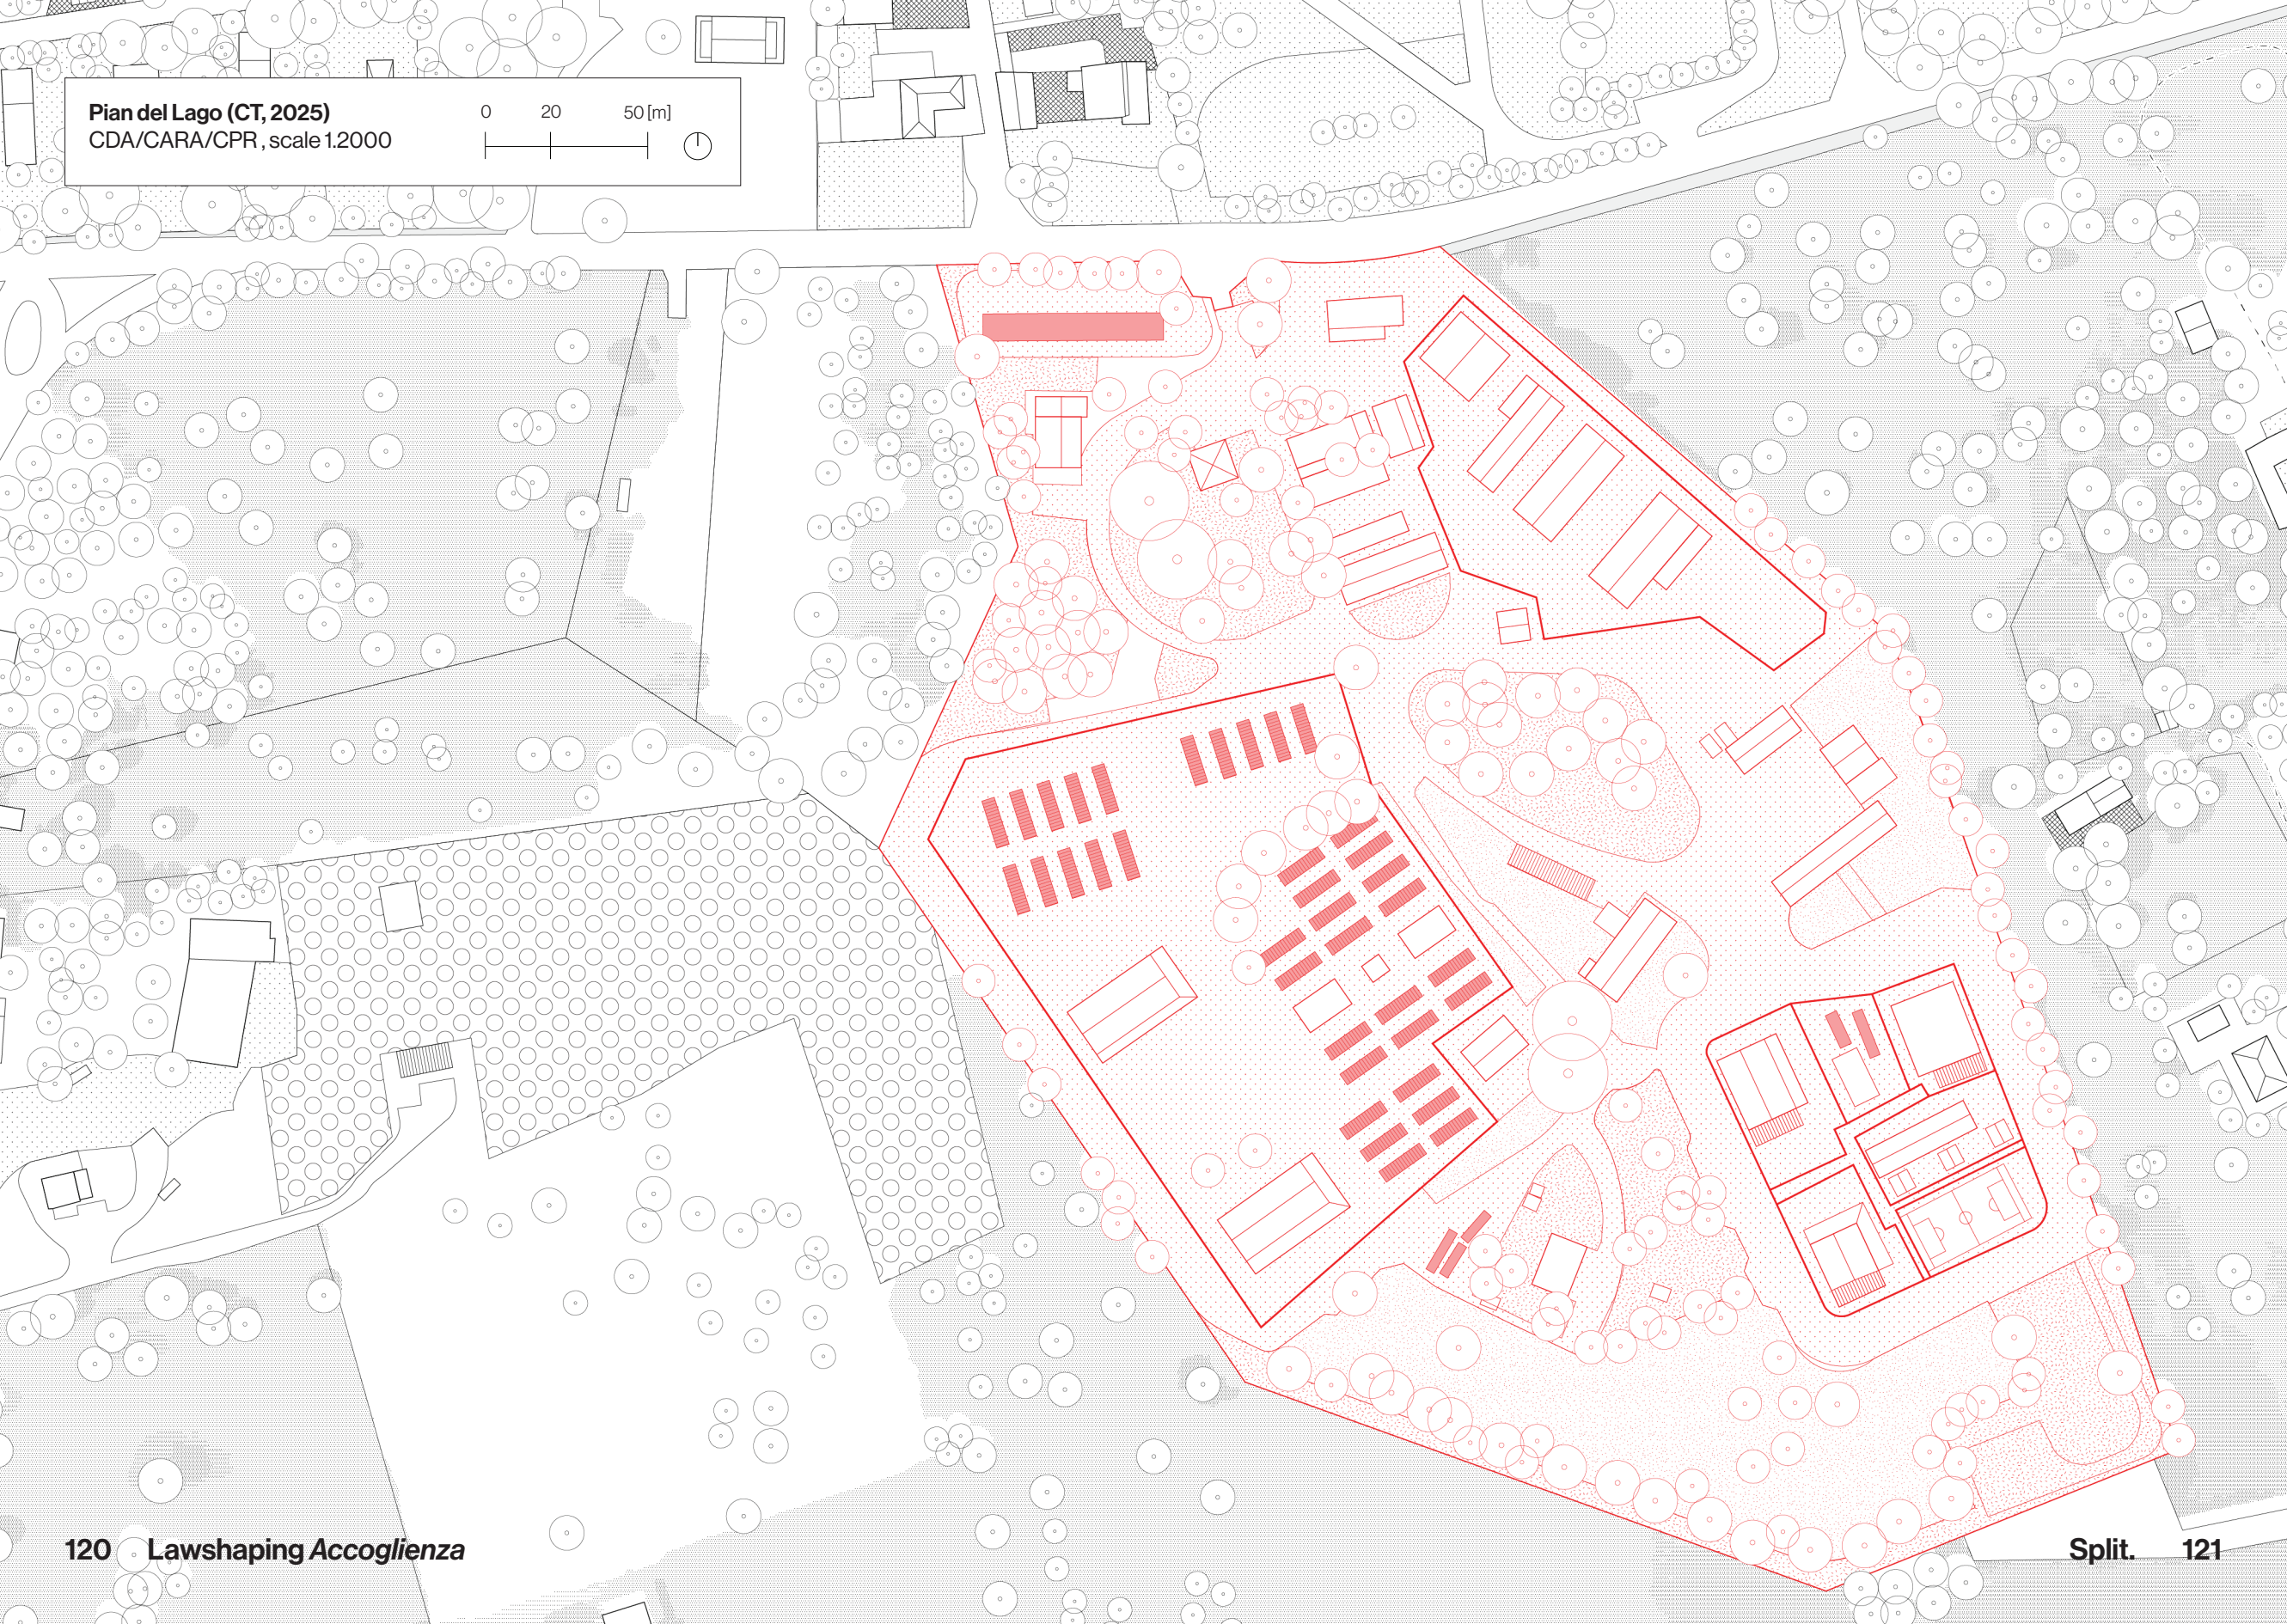 Pian del Lago (CT, 2025)
CDA/CARA/CPR , scale 1.2000
0 20 50 [m]
120 Lawshaping Accoglienza
Split. 121